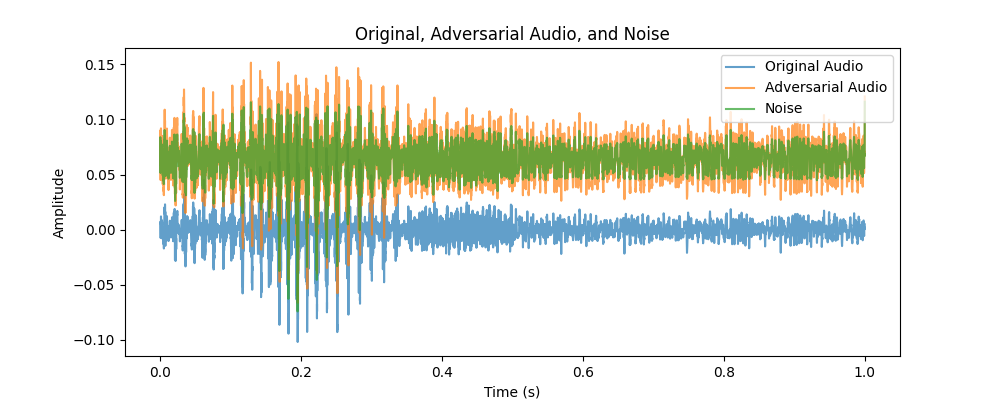 Original, Adversarial Audio, and Noise
Original Audio
Adversarial Audio
Noise
Amplitude
0.15
0.10
0.05
0.00
−0.05
−0.10
0.0
0.2
0.4
0.6
0.8
1.0
Time (s)